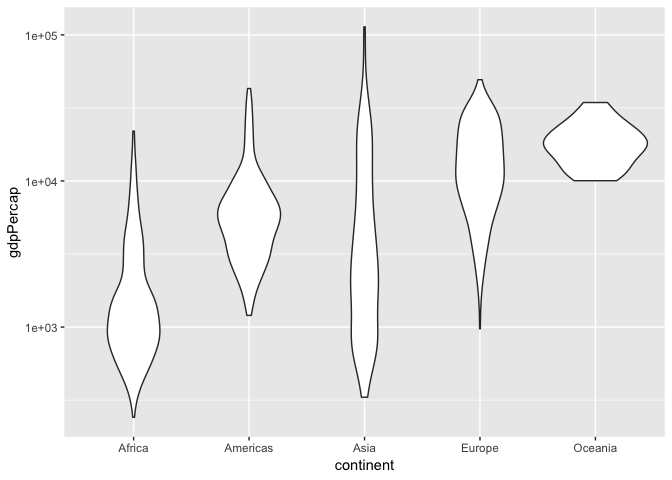 1e+05
1e+04
1e+03
gdpPercap
Africa Americas Asia Europe Oceania
continent